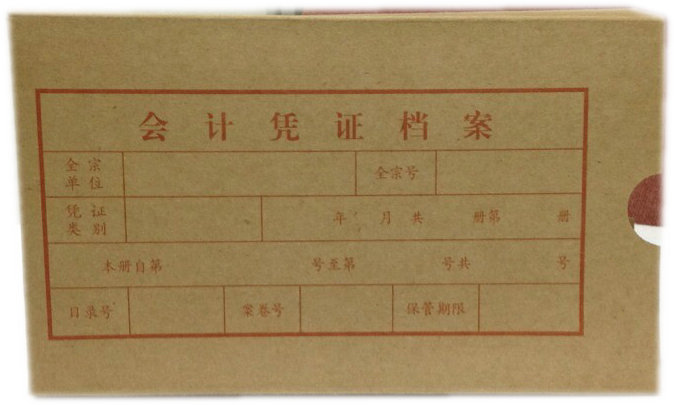 会计凭证档案
全宗单位 全宗号
凭证类别 年 月 共 册第 册
本册自第 号至第 号共 号
目录号 案卷号 保管期限